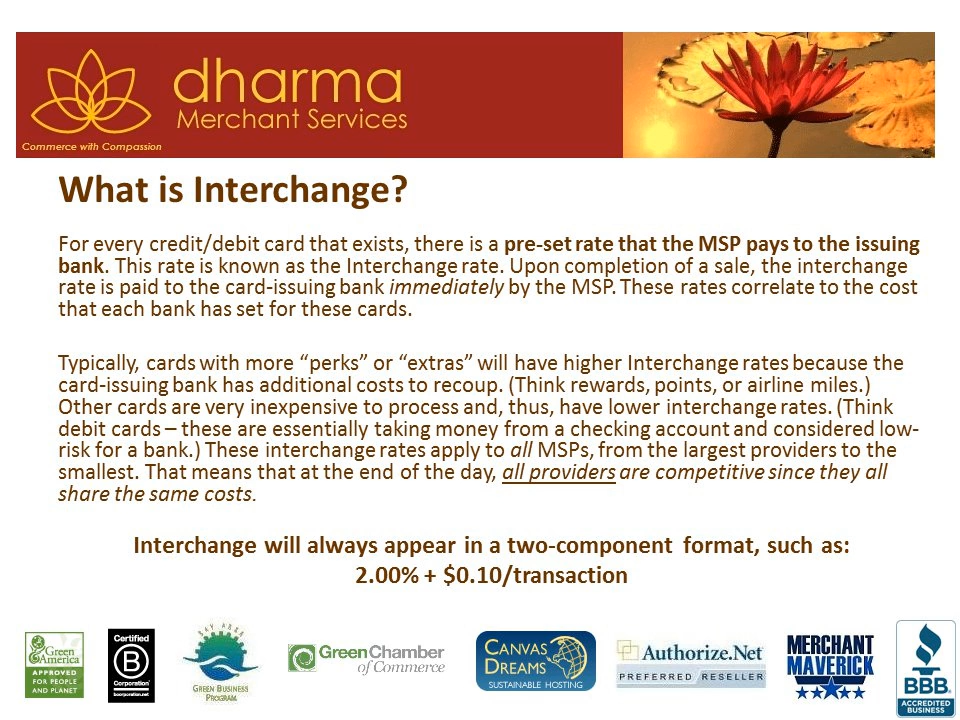 dharma
Merchant Services
Commerce with Compassion
What is Interchange?
For every credit/debit card that exists, there is a pre-set rate that the MSP pays to the issuing
bank. This rate is known as the Interchange rate. Upon completion of a sale, the interchange
rate is paid to the card-issuing bank immediately by the MSP. These rates correlate to the cost
that each bank has set for these cards.
Typically, cards with more “perks” or “extras” will have higher Interchange rates because the
card-issuing bank has additional costs to recoup. (Think rewards, points, or airline miles.)
Other cards are very inexpensive to process and, thus, have lower interchange rates. (Think
debit cards – these are essentially taking money from a checking account and considered low-
risk for a bank.) These interchange rates apply to all MSPs, from the largest providers to the
smallest. That means that at the end of the day, all providers are competitive since they all
share the same costs.
Interchange will always appear in a two-component format, such as:
2.00% + $0.10/transaction
Green
America
APPROVED
FOR PEOPLE
AND PLANET
Certified
B
Corporation
bcorporation.net
BAY AREA
GREEN BUSINESS
PROGRAM
GreenChamber
of Commerce
CANVAS
DREAMS
SUSTAINABLE HOSTING
Authorize.Net
PREFERRED RESELLER
MERCHANT
MAVERICK
BBB.
ACCREDITED
BUSINESS